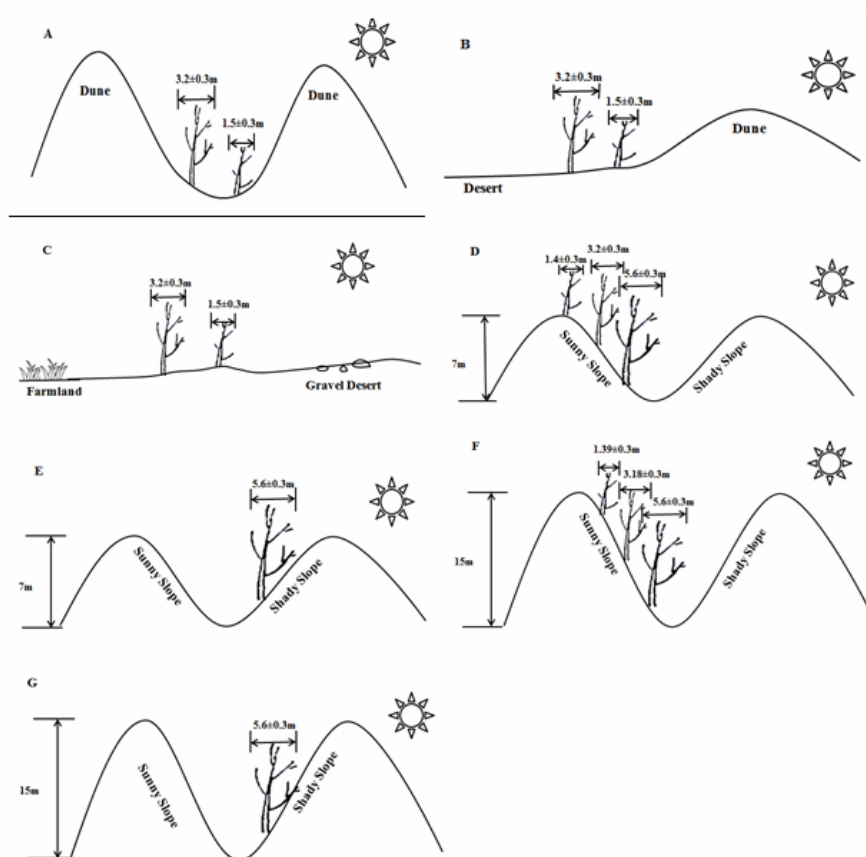 A
3.2±0.3m
Dune
Dune
1.5±0.3m
B
3.2±0.3m
1.5±0.3m
Dune
Desert
C
3.2±0.3m
1.5±0.3m
Farmland
Gravel Desert
D
3.2±0.3m
1.4±0.3m
5.6±0.3m
7m
Sunny Slope
Shady Slope
E
5.6±0.3m
7m
Sunny Slope
Shady Slope
F
1.39±0.3m
3.18±0.3m
5.6±0.3m
15m
Sunny Slope
Shady Slope
G
5.6±0.3m
15m
Sunny Slope
Shady Slope